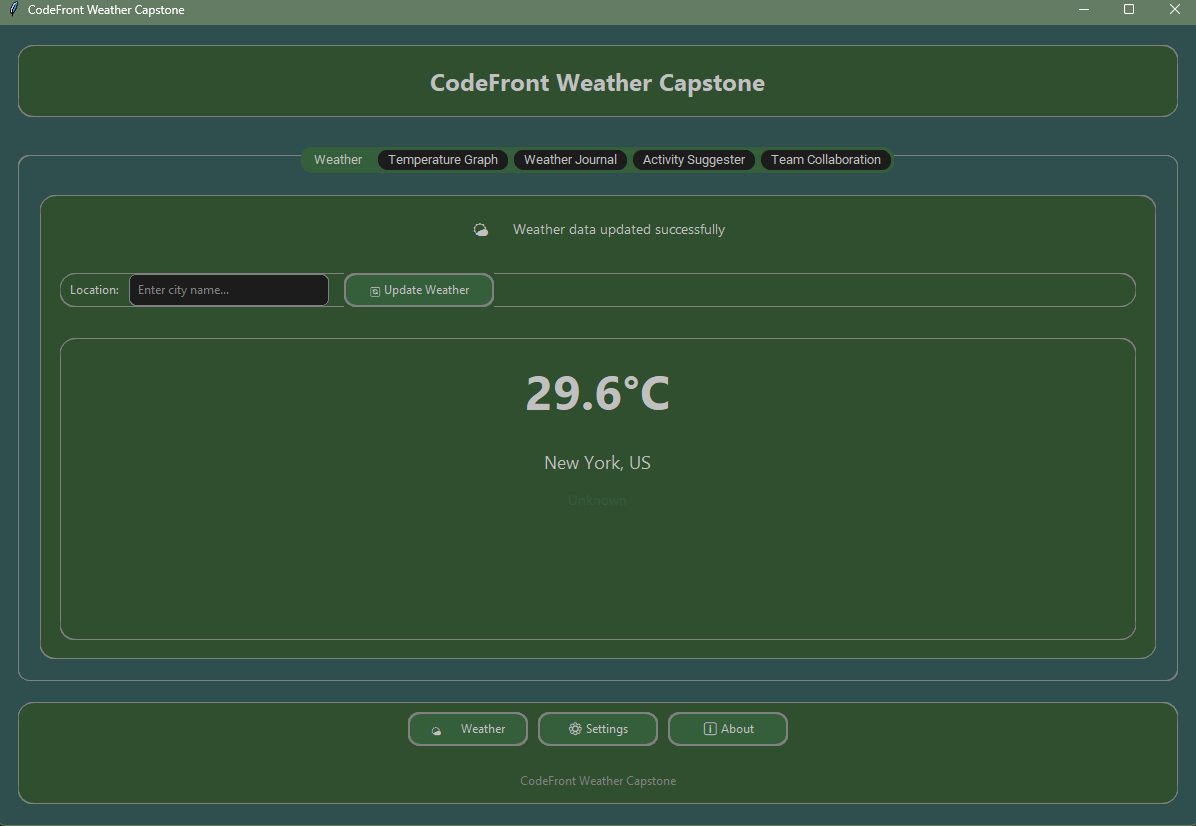 CodeFront Weather Capstone
CodeFront Weather Capstone
Weather Temperature Graph Weather Journal Activity Suggester Team Collaboration
Weather data updated successfully
Location: Enter city name... Update Weather
29.6°C
New York, US
Unknown
Weather Settings About
CodeFront Weather Capstone